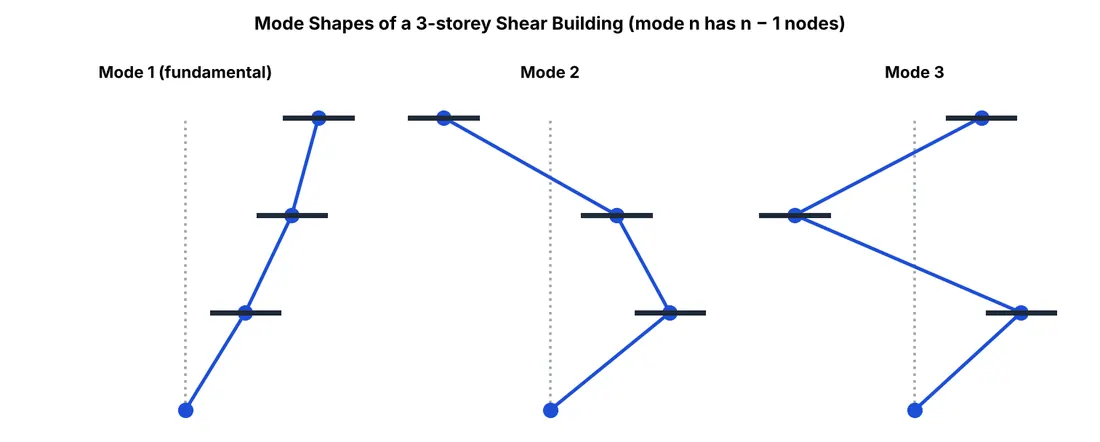 Mode Shapes of a 3-storey Shear Building (mode n has n − 1 nodes)
Mode 1 (fundamental)
Mode 2
Mode 3